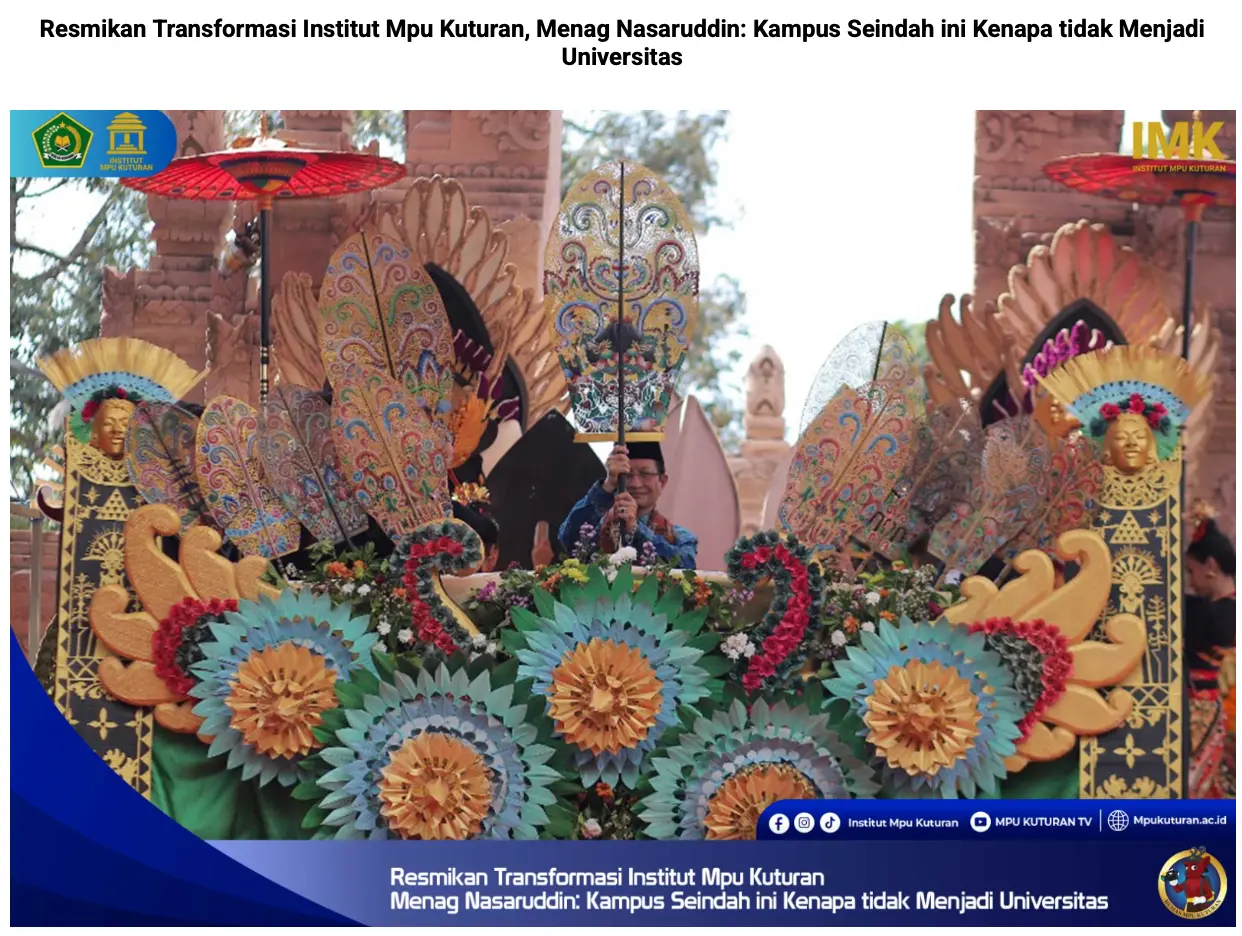 Resmikan Transformasi Institut Mpu Kuturan, Menag Nasaruddin: Kampus Seindah ini Kenapa tidak Menjadi
Universitas
INSTITUT
MPU KUTURAN
IMK
INSTITUT MPU KUTURAN
Institut Mpu Kuturan
MPU KUTURAN TV
Mpukuturan.ac.id
Resmikan Transformasi Institut Mpu Kuturan
Menag Nasaruddin: Kampus Seindah ini Kenapa tidak Menjadi Universitas